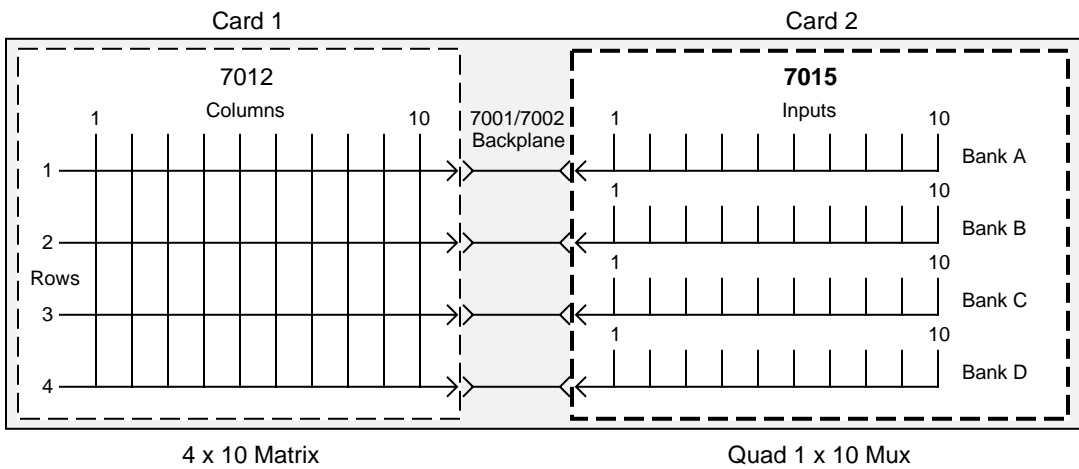 Card 1
Card 2
7012
Columns
1
10
7001/7002
Backplane
7015
Inputs
1
10
1
Bank A
1
10
2
Bank B
Rows
1
10
3
Bank C
1
10
4
Bank D
4 x 10 Matrix
Quad 1 x 10 Mux